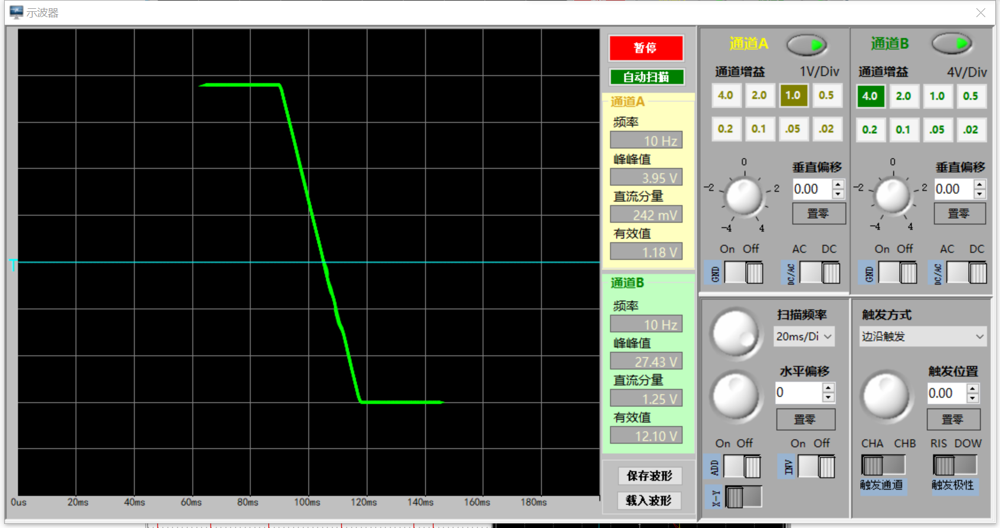 示波器
T
0us 20ms 40ms 60ms 80ms 100ms 120ms 140ms 160ms 180ms
暂停
自动扫描
通道A
频率
10 Hz
峰峰值
3.95 V
直流分量
242 mV
有效值
1.18 V
通道B
频率
10 Hz
峰峰值
27.43 V
直流分量
1.25 V
有效值
12.10 V
保存波形
载入波形
通道A
通道增益 1V/Div
4.0 2.0 1.0 0.5
0.2 0.1 .05 .02
0
-2 2
-4 4
垂直偏移
0.00
置零
On Off AC DC
GND DC/AC
通道B
通道增益 4V/Div
4.0 2.0 1.0 0.5
0.2 0.1 .05 .02
0
-2 2
-4 4
垂直偏移
0.00
置零
On Off AC DC
GND DC/AC
扫描频率
20ms/Di
水平偏移
0
置零
On Off On Off
ADD INV
X-Y
触发方式
边沿触发
触发位置
0.00
置零
CHA CHB RIS DOW
触发通道 触发极性